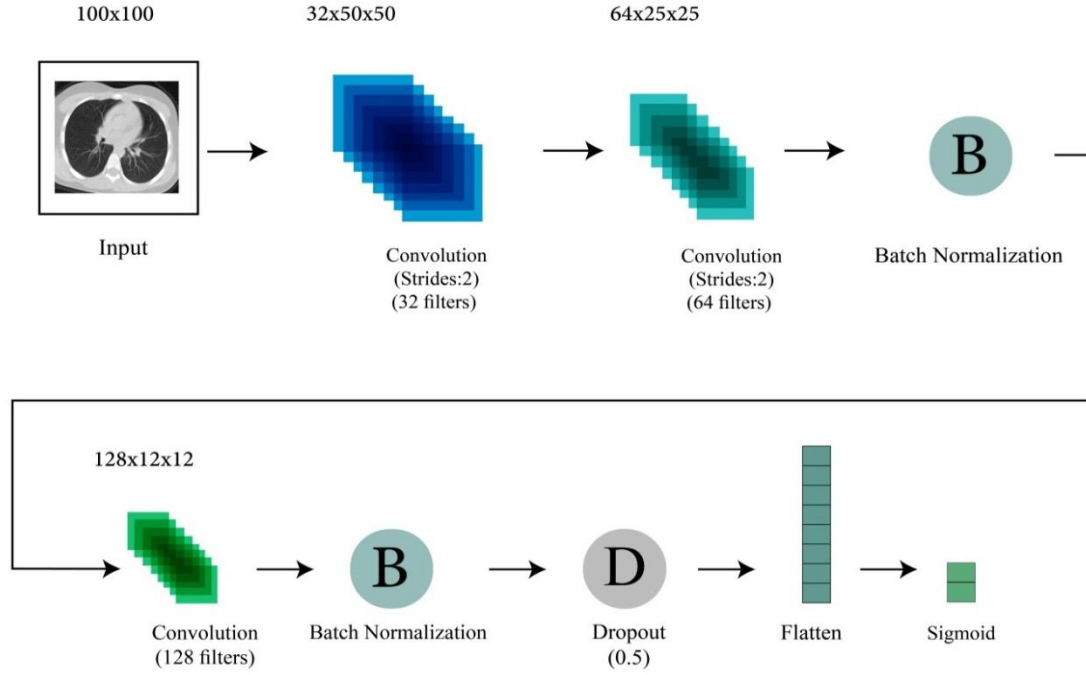 100x100
32x50x50
64x25x25
B
Input
Convolution
(Strides:2)
(32 filters)
Convolution
(Strides:2)
(64 filters)
Batch Normalization
128x12x12
B
D
Convolution
(128 filters)
Batch Normalization
Dropout
(0.5)
Flatten
Sigmoid